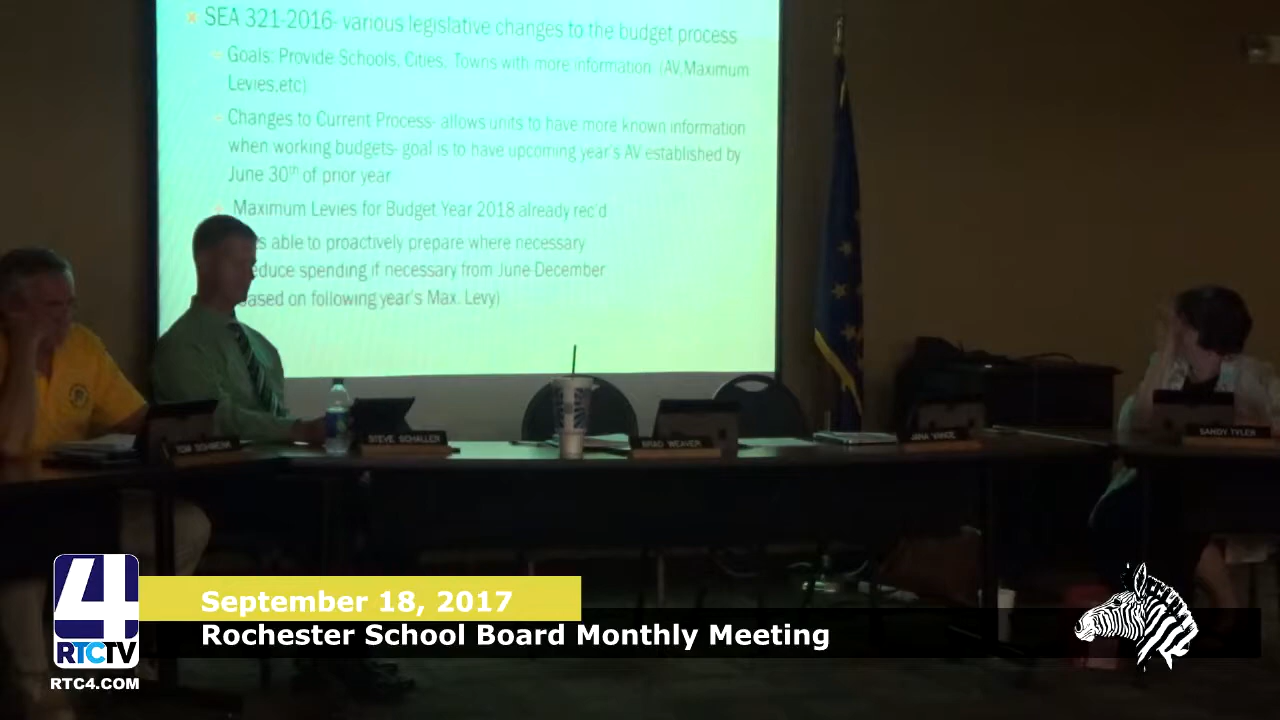 SEA 321-2016- various legislative changes to the budget process
Goals: Provide Schools, Cities, Towns with more information (AV,Maximum
Levies,etc)
Changes to Current Process- allows units to have more known information
when working budgets- goal is to have upcoming year's AV established by
June 30th of prior year
Maximum Levies for Budget Year 2018 already rec'd
able to proactively prepare where necessary
educe spending if necessary from June-December
ased on following year's Max. Levy)
STEVE SCHALLER
BRAD WEAVER
JANA VANCE
SANDY TYLER
4
RTCTV
RTC4.COM
September 18, 2017
Rochester School Board Monthly Meeting